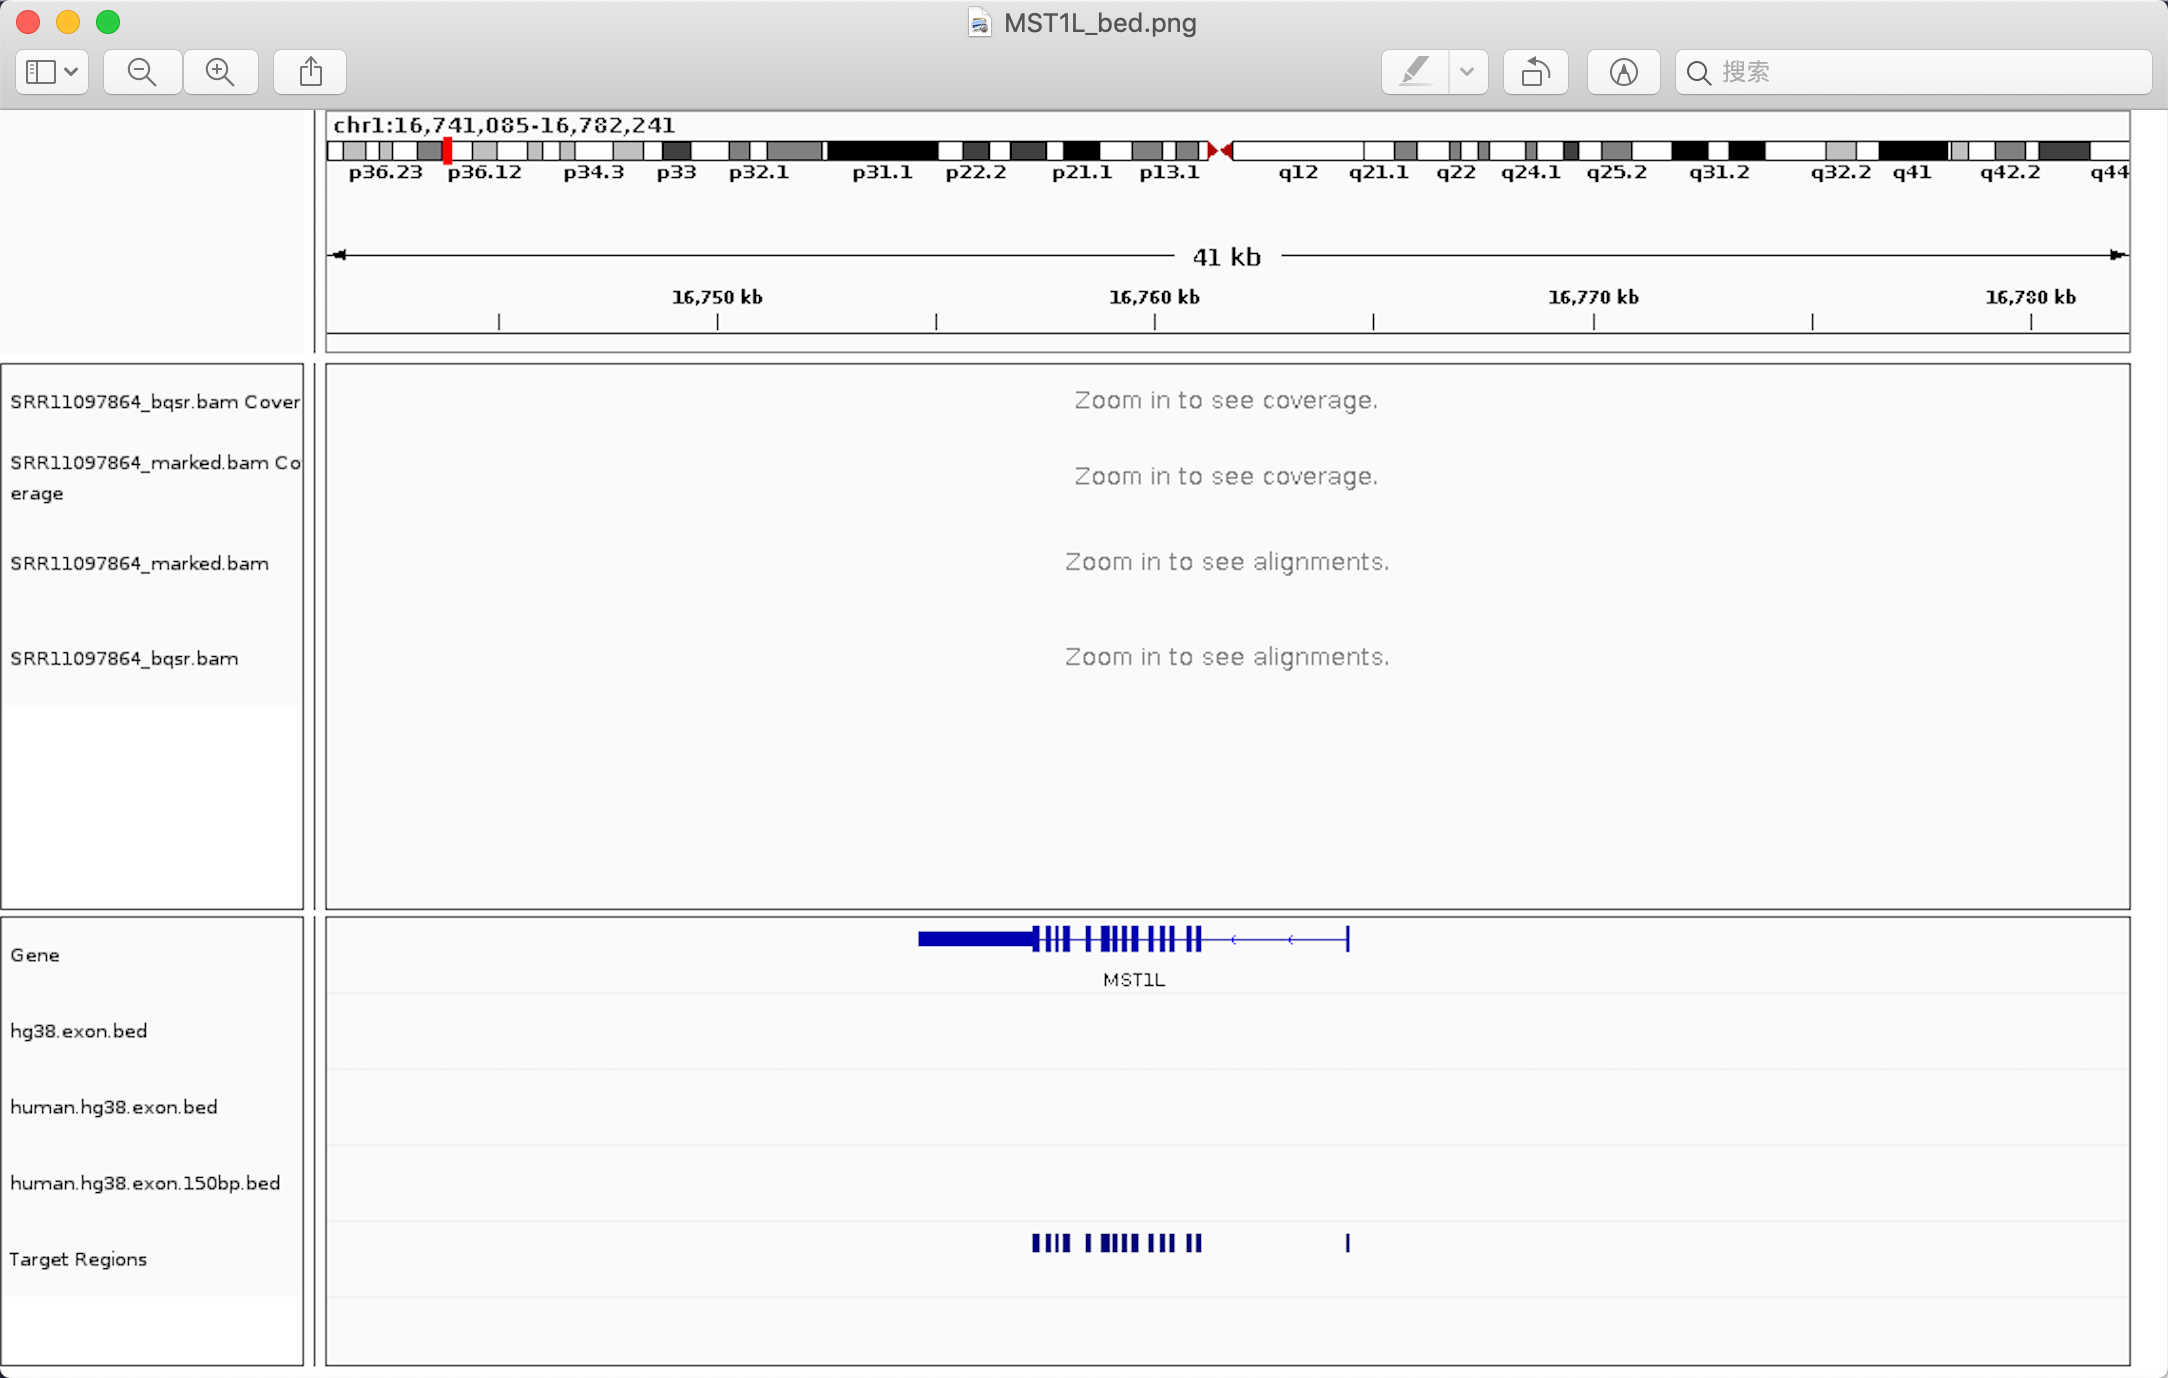 MST1L_bed.png
搜索
chr1:16,741,085-16,782,241
p36.23 p36.12 p34.3 p33 p32.1 p31.1 p22.2 p21.1 p13.1 q12 q21.1 q22 q24.1 q25.2 q31.2 q32.2 q41 q42.2 q44
41 kb
16,750 kb 16,760 kb 16,770 kb 16,780 kb
SRR11097864_bqsr.bam Cover
Zoom in to see coverage.
SRR11097864_marked.bam Co
erage
Zoom in to see coverage.
SRR11097864_marked.bam
Zoom in to see alignments.
SRR11097864_bqsr.bam
Zoom in to see alignments.
Gene
MST1L
hg38.exon.bed
human.hg38.exon.bed
human.hg38.exon.150bp.bed
Target Regions